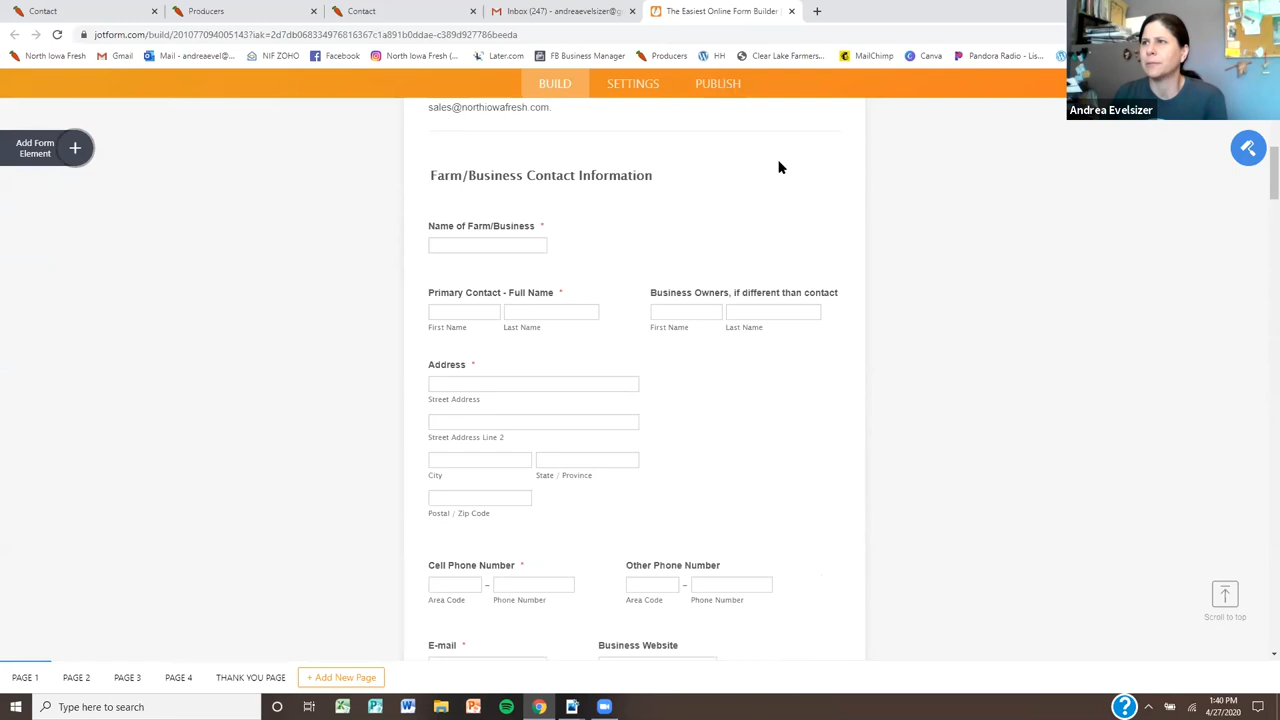 Contact
Producers
Contact
Inbox (247) - andreaevelsizer@g
The Easiest Online Form Builder
jotform.com/build/201077094005143?iak=2d7db068334976816367c1a891bbddae-c389d927786beeda
North Iowa Fresh
Gmail
Mail - andreaevel@...
NIF ZOHO
Facebook
North Iowa Fresh (...
Later.com
FB Business Manager
Producers
HH
Clear Lake Farmers...
MailChimp
Canva
Pandora Radio - Lis...
BUILD SETTINGS PUBLISH
Andrea Evelsizer
sales@northiowafresh.com.
Add Form
Element
Farm/Business Contact Information
Name of Farm/Business *
Primary Contact - Full Name * Business Owners, if different than contact
First Name Last Name First Name Last Name
Address *
Street Address
Street Address Line 2
City State / Province
Postal / Zip Code
Cell Phone Number * Other Phone Number
– –
Area Code Phone Number Area Code Phone Number
Scroll to top
E-mail * Business Website
PAGE 1 PAGE 2 PAGE 3 PAGE 4 THANK YOU PAGE + Add New Page
Type here to search
1:40 PM
4/27/2020